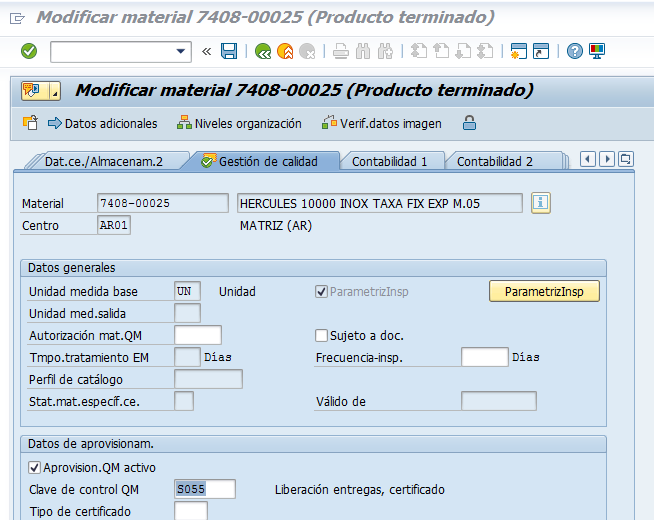 Modificar material 7408-00025 (Producto terminado)
Modificar material 7408-00025 (Producto terminado)
Datos adicionales Niveles organización Verif.datos imagen
Dat.ce./Almacenam.2 Gestión de calidad Contabilidad 1 Contabilidad 2
Material 7408-00025 HERCULES 10000 INOX TAXA FIX EXP M.05
Centro AR01 MATRIZ (AR)
Datos generales
Unidad medida base UN Unidad ParametrizInsp ParametrizInsp
Unidad med.salida
Autorización mat.QM Sujeto a doc.
Tmpo.tratamiento EM Días Frecuencia-insp. Días
Perfil de catálogo
Stat.mat.específ.ce. Válido de
Datos de aprovisionam.
Aprovision.QM activo
Clave de control QM S055 Liberación entregas, certificado
Tipo de certificado